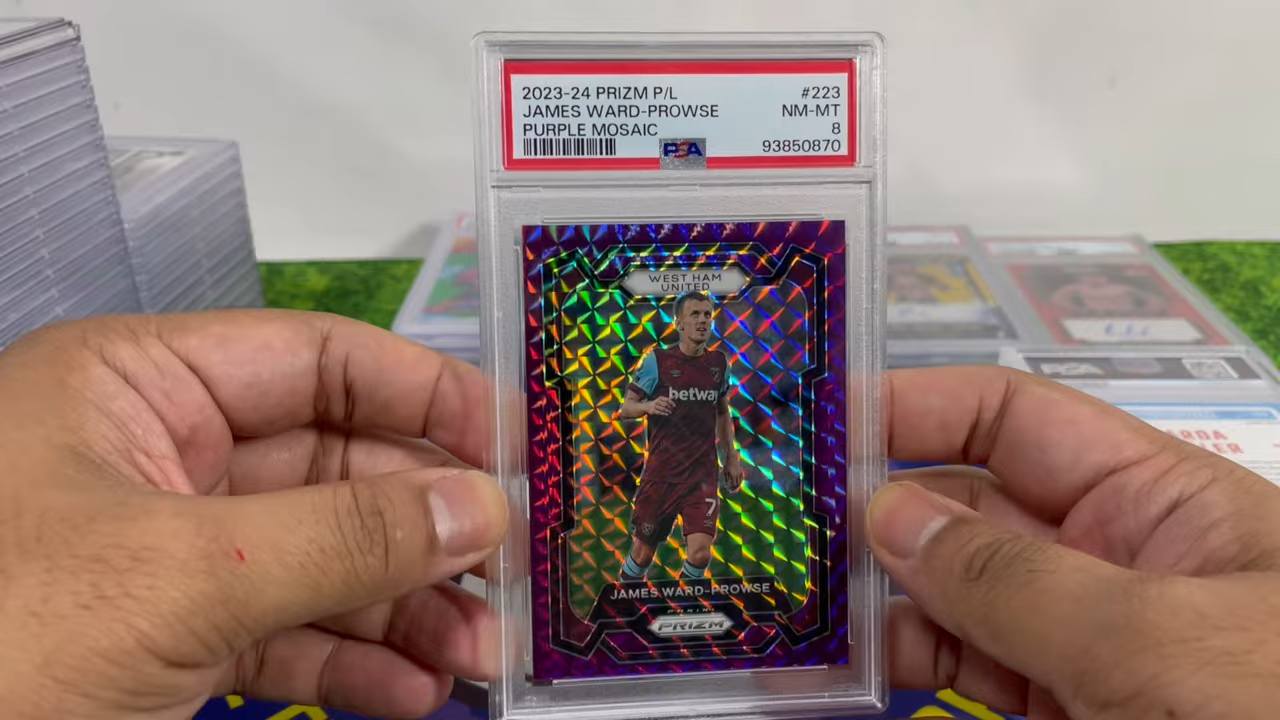 2023-24 PRIZM P/L #223
JAMES WARD-PROWSE NM-MT
PURPLE MOSAIC 8
PSA 93850870
WEST HAM
UNITED
betway
7
JAMES WARD-PROWSE
PANINI
PRIZM
PSA